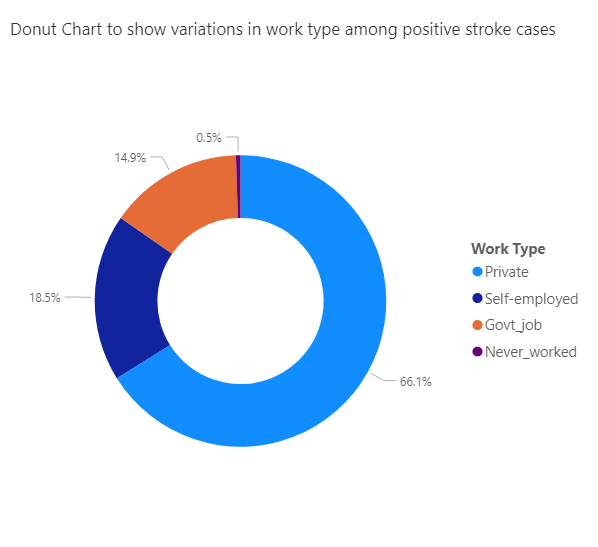 Donut Chart to show variations in work type among positive stroke cases
0.5%
14.9%
18.5%
66.1%
Work Type
Private
Self-employed
Govt_job
Never_worked